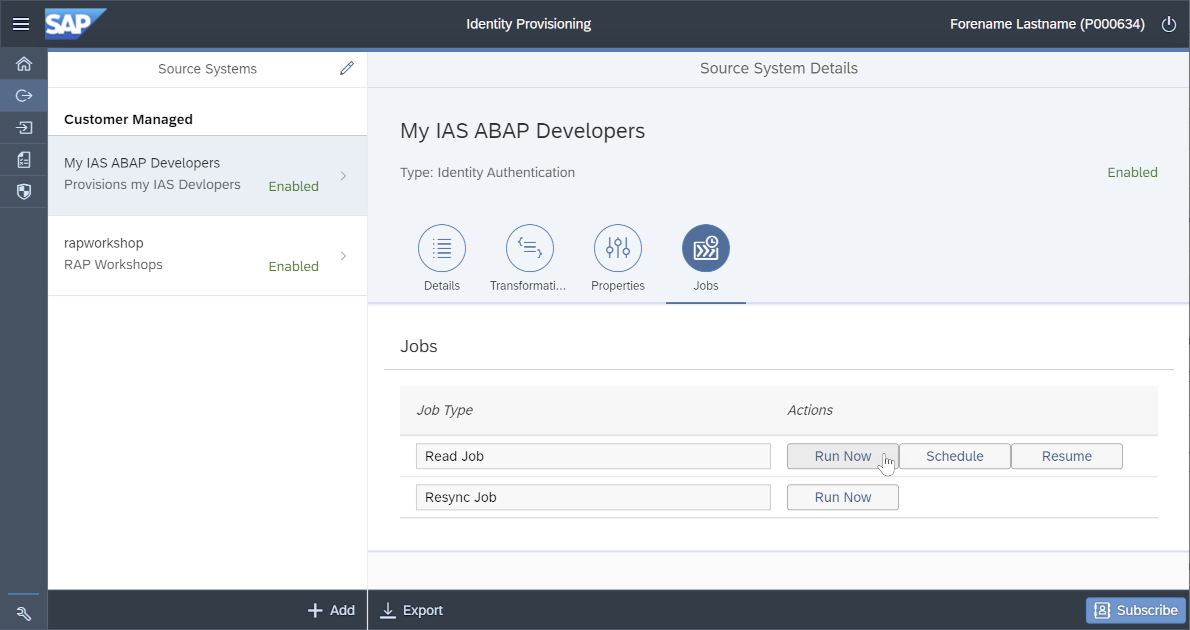 SAP
Identity Provisioning
Forename Lastname (P000634)
Source Systems
Source System Details
Customer Managed
My IAS ABAP Developers
Provisions my IAS Devlopers
Enabled
rapworkshop
RAP Workshops
Enabled
My IAS ABAP Developers
Type: Identity Authentication
Enabled
Details
Transformati...
Properties
Jobs
Jobs
Job Type
Actions
Read Job
Run Now
Schedule
Resume
Resync Job
Run Now
Add
Export
Subscribe